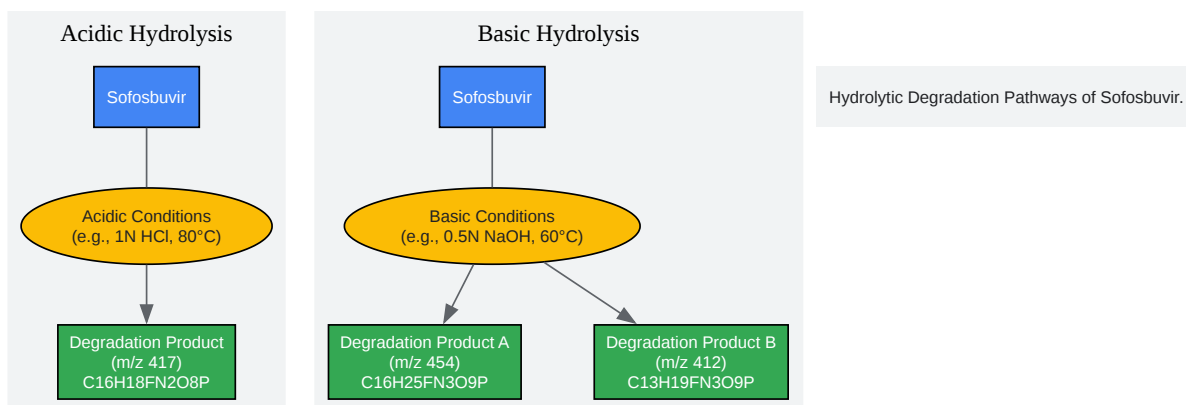 Acidic Hydrolysis
Sofosbuvir
Acidic Conditions
(e.g., 1N HCl, 80°C)
Degradation Product
(m/z 417)
C16H18FN2O8P
Basic Hydrolysis
Sofosbuvir
Basic Conditions
(e.g., 0.5N NaOH, 60°C)
Degradation Product A
(m/z 454)
C16H25FN3O9P
Degradation Product B
(m/z 412)
C13H19FN3O9P
Hydrolytic Degradation Pathways of Sofosbuvir.